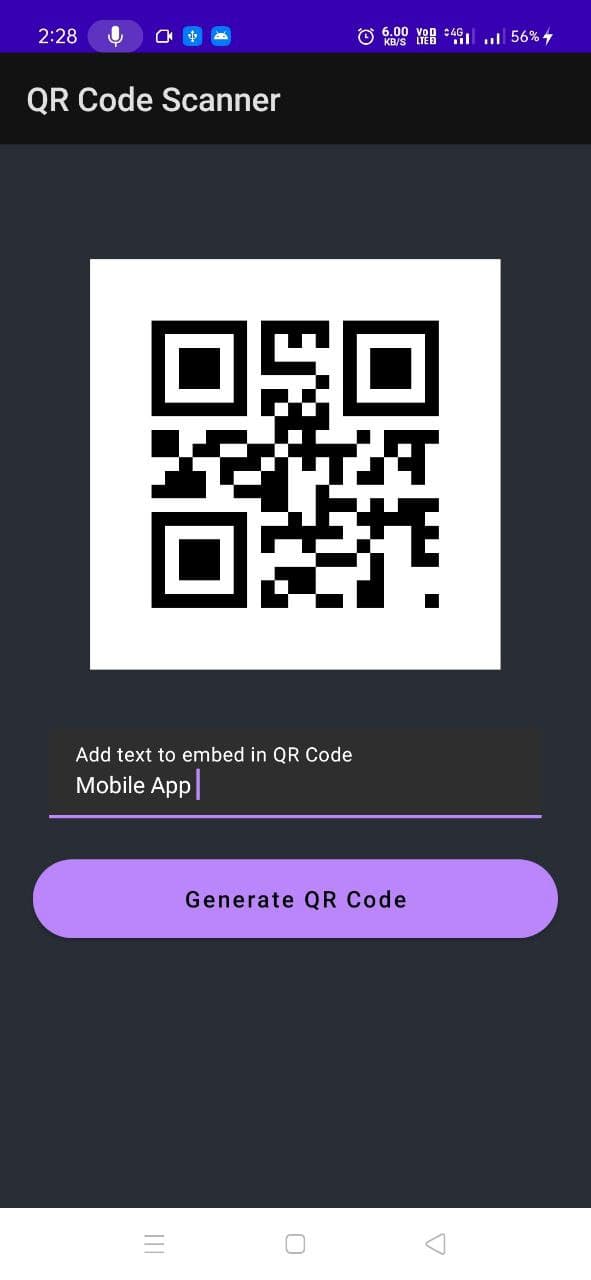 2:28
6.00 KB/S VoD LTE 4G 56%
QR Code Scanner
Add text to embed in QR Code
Mobile App
Generate QR Code